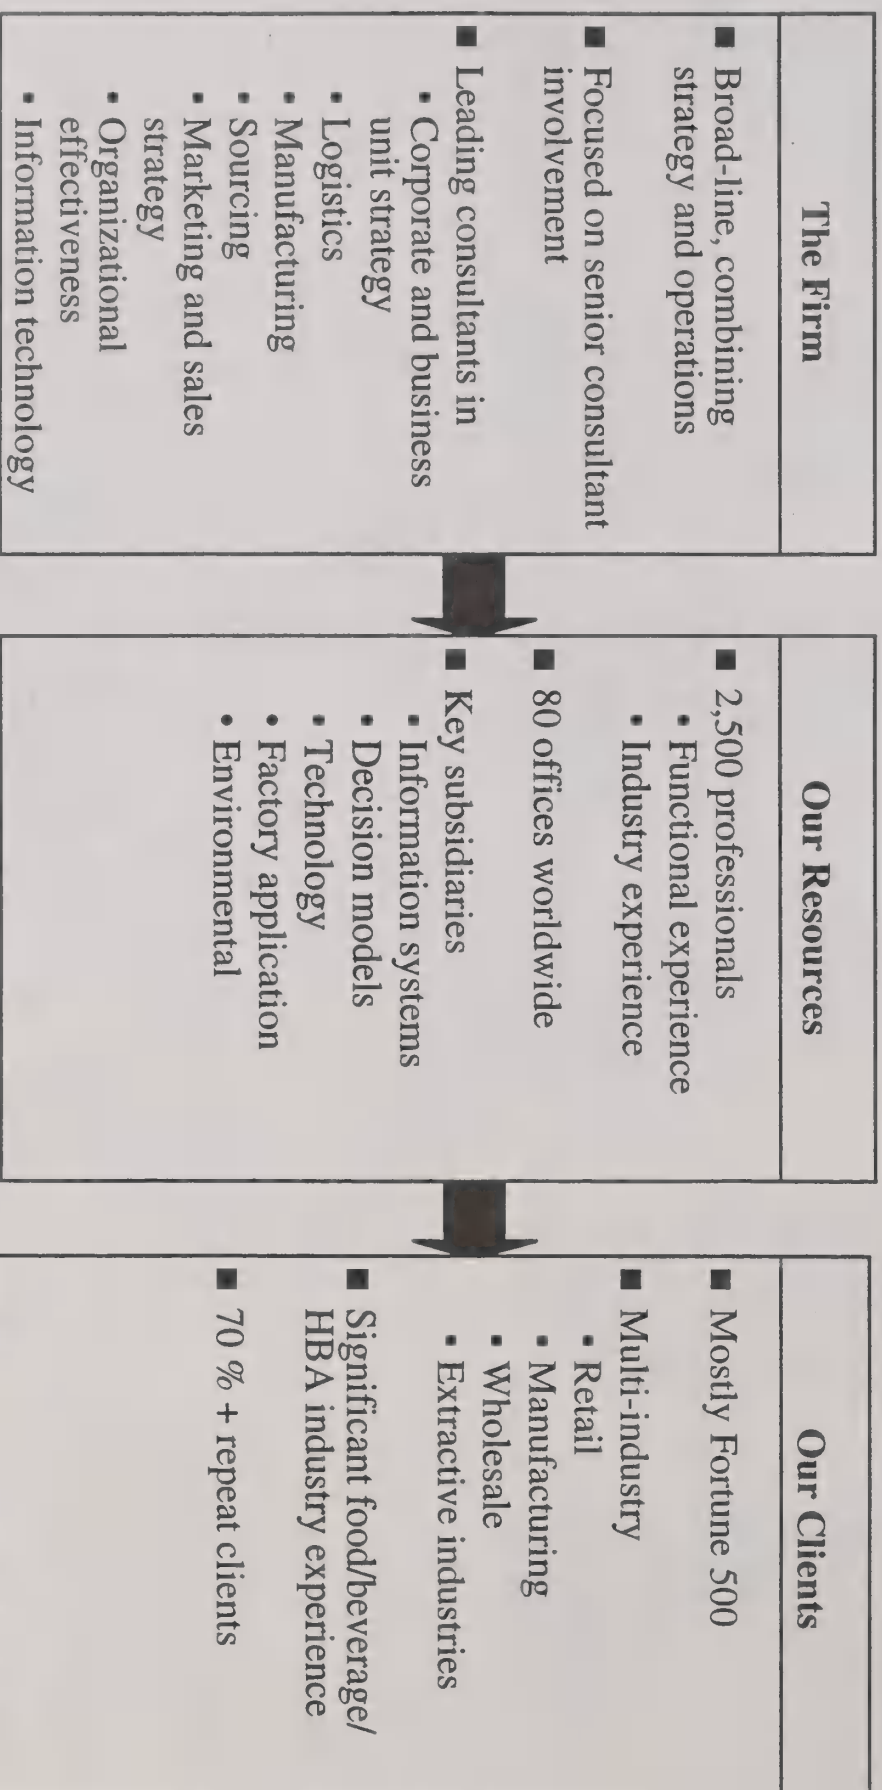 The Firm
■ Broad-line, combining
strategy and operations
■ Focused on senior consultant
involvement
■ Leading consultants in
• Corporate and business
unit strategy
• Logistics
• Manufacturing
• Sourcing
• Marketing and sales
strategy
• Organizational
effectiveness
• Information technology
Our Resources
■ 2,500 professionals
• Functional experience
• Industry experience
■ 80 offices worldwide
■ Key subsidiaries
• Information systems
• Decision models
• Technology
• Factory application
• Environmental
Our Clients
■ Mostly Fortune 500
■ Multi-industry
• Retail
• Manufacturing
• Wholesale
• Extractive industries
■ Significant food/beverage/
HBA industry experience
■ 70 % + repeat clients